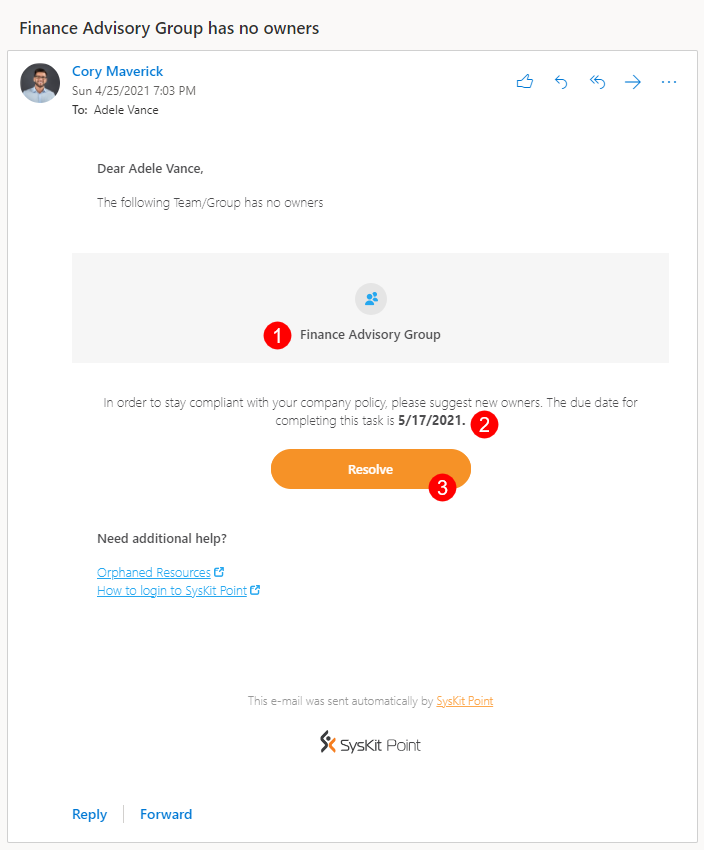 Finance Advisory Group has no owners
Cory Maverick
Sun 4/25/2021 7:03 PM
To: Adele Vance
Dear Adele Vance,
The following Team/Group has no owners
1 Finance Advisory Group
In order to stay compliant with your company policy, please suggest new owners. The due date for
completing this task is 5/17/2021. 2
Resolve
3
Need additional help?
Orphaned Resources
How to login to SysKit Point
This e-mail was sent automatically by SysKit Point
SysKit Point
Reply Forward